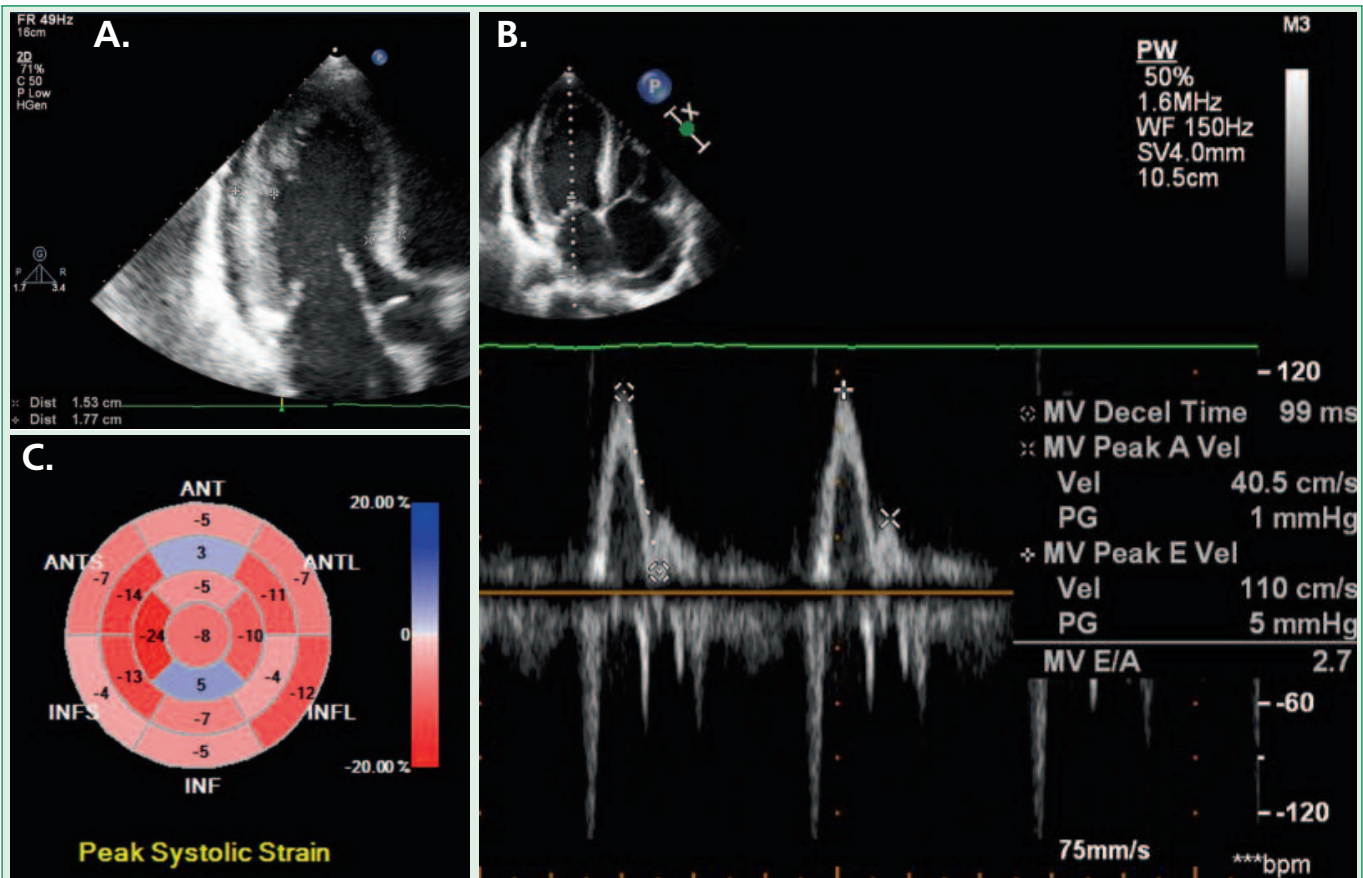 FR 49Hz
16cm
A.
2D
71%
C 50
P Low
HGen
P
G
P R
1.7 3.4
Dist 1.53 cm
Dist 1.77 cm
B.
P
X
M3
PW
50%
1.6MHz
WF 150Hz
SV4.0mm
10.5cm
120
MV Decel Time 99 ms
MV Peak A Vel
Vel 40.5 cm/s
PG 1 mmHg
MV Peak E Vel
Vel 110 cm/s
PG 5 mmHg
MV E/A 2.7
-60
-120
75mm/s
***bpm
C.
ANT
20.00 %
-5
3
ANTS
ANTL
-7
-7
-5
-14
-11
-24
-8
-10
0
-13
5
-4
-4
-12
INFS
INFL
-7
-5
-20.00 %
INF
Peak Systolic Strain